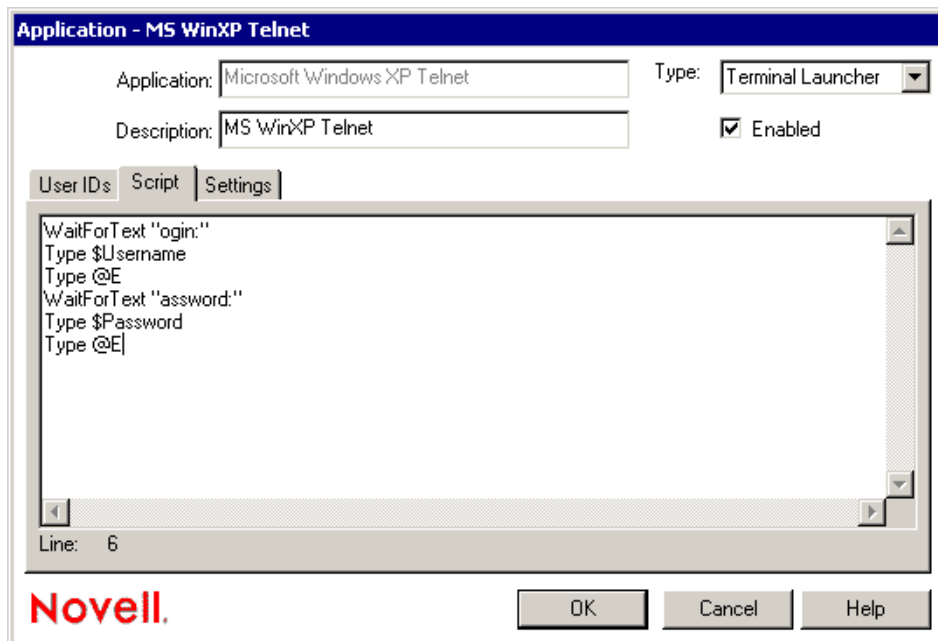 Application - MS WinXP Telnet
Application: Microsoft Windows XP Telnet Type: Terminal Launcher
Description: MS WinXP Telnet Enabled
User IDs Script Settings
WaitForText "ogin:"
Type $Username
Type @E
WaitForText "assword:"
Type $Password
Type @E
Line: 6
Novell. OK Cancel Help